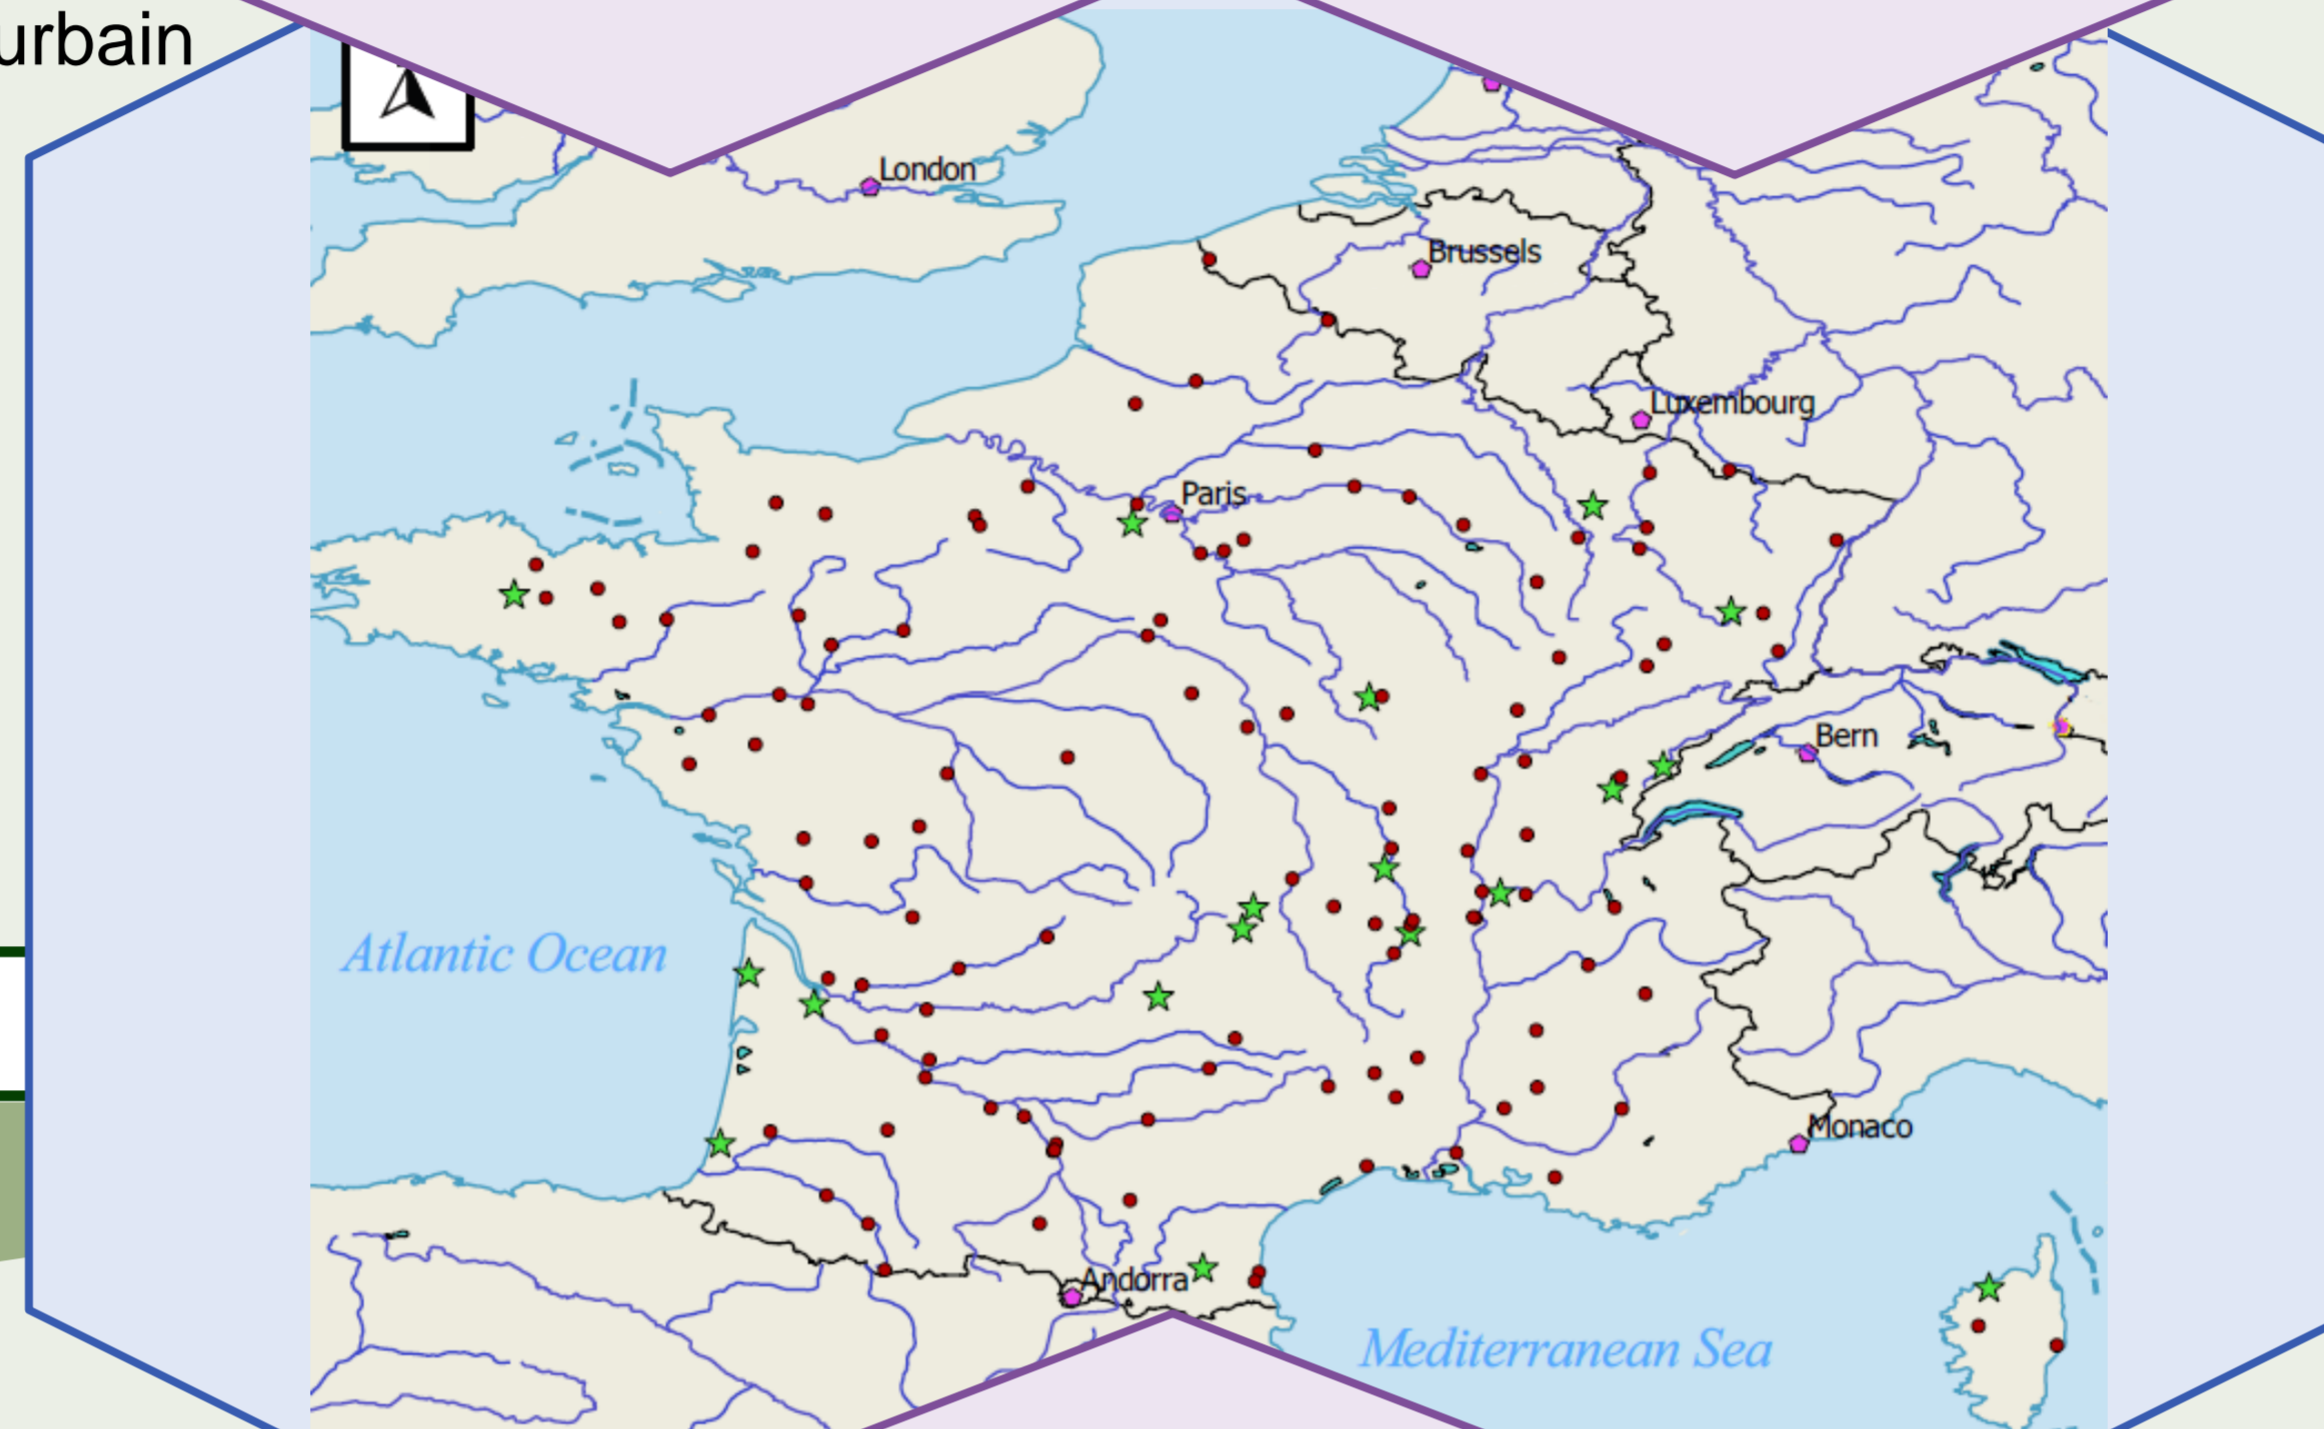 urbain
London
Brussels
Luxembourg
Paris
Bern
Atlantic Ocean
Monaco
Andorra
Mediterranean Sea